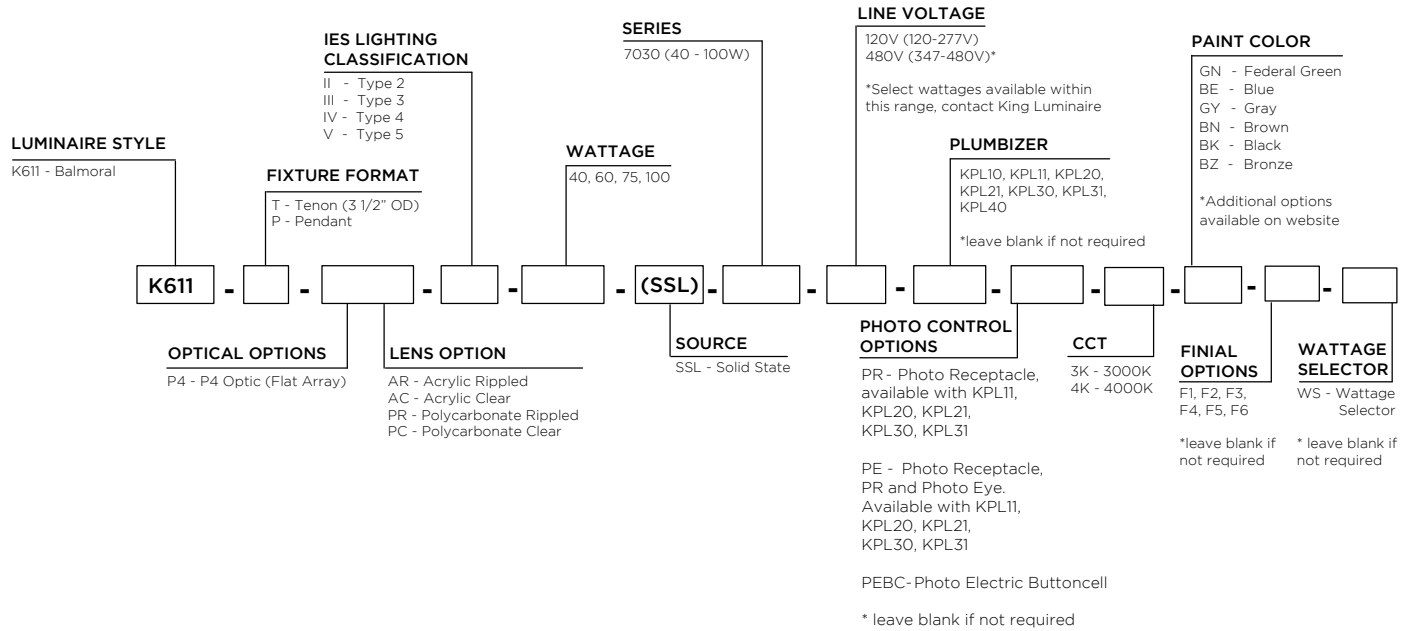 LUMINAIRE STYLE
K611 - Balmoral
FIXTURE FORMAT
T - Tenon (3 1/2” OD)
P - Pendant
IES LIGHTING
CLASSIFICATION
II - Type 2
III - Type 3
IV - Type 4
V - Type 5
WATTAGE
40, 60, 75, 100
SERIES
7030 (40 - 100W)
LINE VOLTAGE
120V (120-277V)
480V (347-480V)*
*Select wattages available within
this range, contact King Luminaire
PLUMBIZER
KPL10, KPL11, KPL20,
KPL21, KPL30, KPL31,
KPL40
*leave blank if not required
PAINT COLOR
GN - Federal Green
BE - Blue
GY - Gray
BN - Brown
BK - Black
BZ - Bronze
*Additional options
available on website
K611 - - - - - (SSL) - - - - - - - -
OPTICAL OPTIONS
P4 - P4 Optic (Flat Array)
LENS OPTION
AR - Acrylic Rippled
AC - Acrylic Clear
PR - Polycarbonate Rippled
PC - Polycarbonate Clear
SOURCE
SSL - Solid State
PHOTO CONTROL
OPTIONS
PR - Photo Receptacle,
available with KPL11,
KPL20, KPL21,
KPL30, KPL31
PE - Photo Receptacle,
PR and Photo Eye.
Available with KPL11,
KPL20, KPL21,
KPL30, KPL31
PEBC- Photo Electric Buttoncell
* leave blank if not required
CCT
3K - 3000K
4K - 4000K
FINIAL
OPTIONS
F1, F2, F3,
F4, F5, F6
*leave blank if
not required
WATTAGE
SELECTOR
WS - Wattage
Selector
* leave blank if
not required